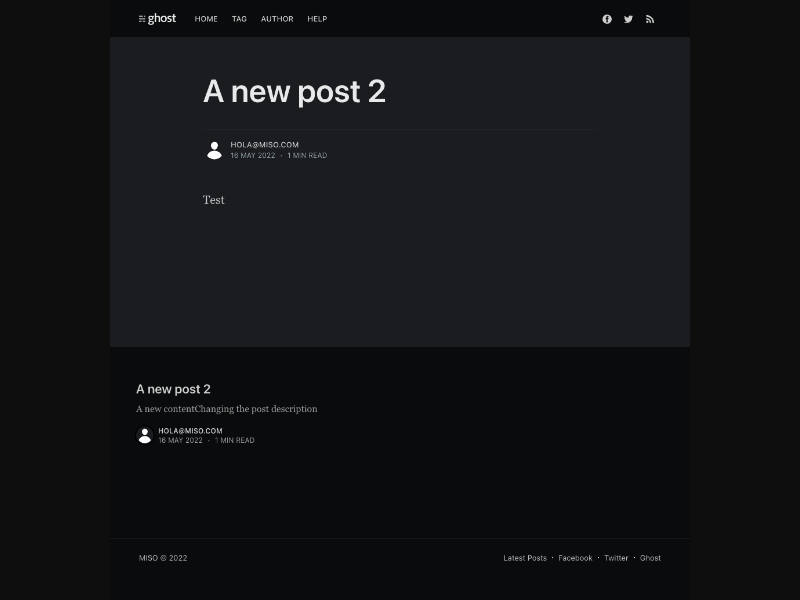 ghost HOME TAG AUTHOR HELP
A new post 2
HOLA@MISO.COM
16 MAY 2022 • 1 MIN READ
Test
A new post 2
A new contentChanging the post description
HOLA@MISO.COM
16 MAY 2022 • 1 MIN READ
MISO © 2022 Latest Posts • Facebook • Twitter • Ghost